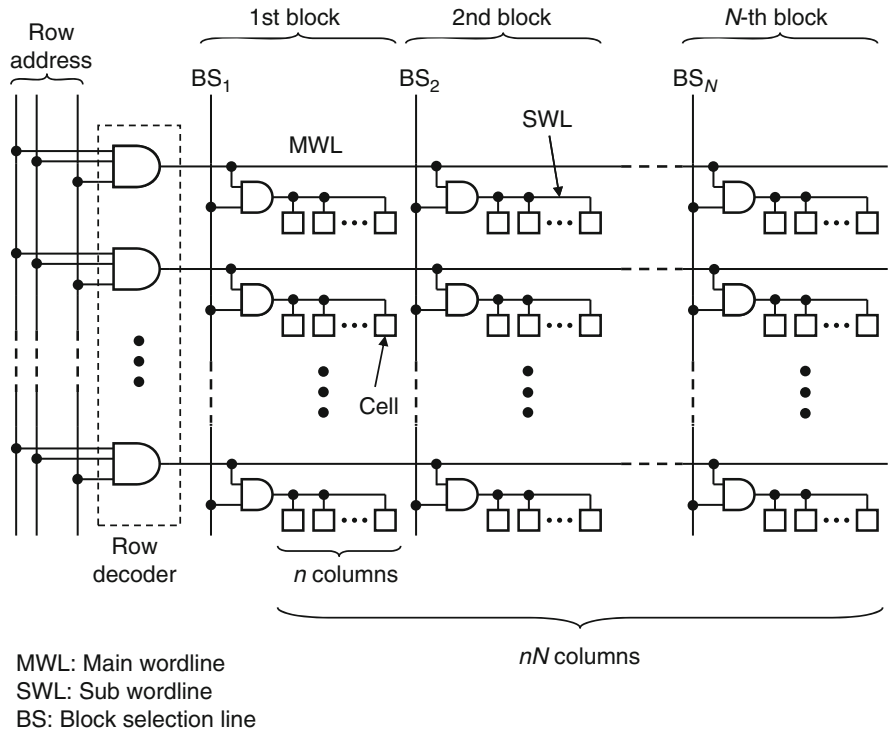 1st block
2nd block
N-th block
Row
address
BS1
BS2
BSN
MWL
SWL
Cell
Row
decoder
n columns
nN columns
MWL: Main wordline
SWL: Sub wordline
BS: Block selection line